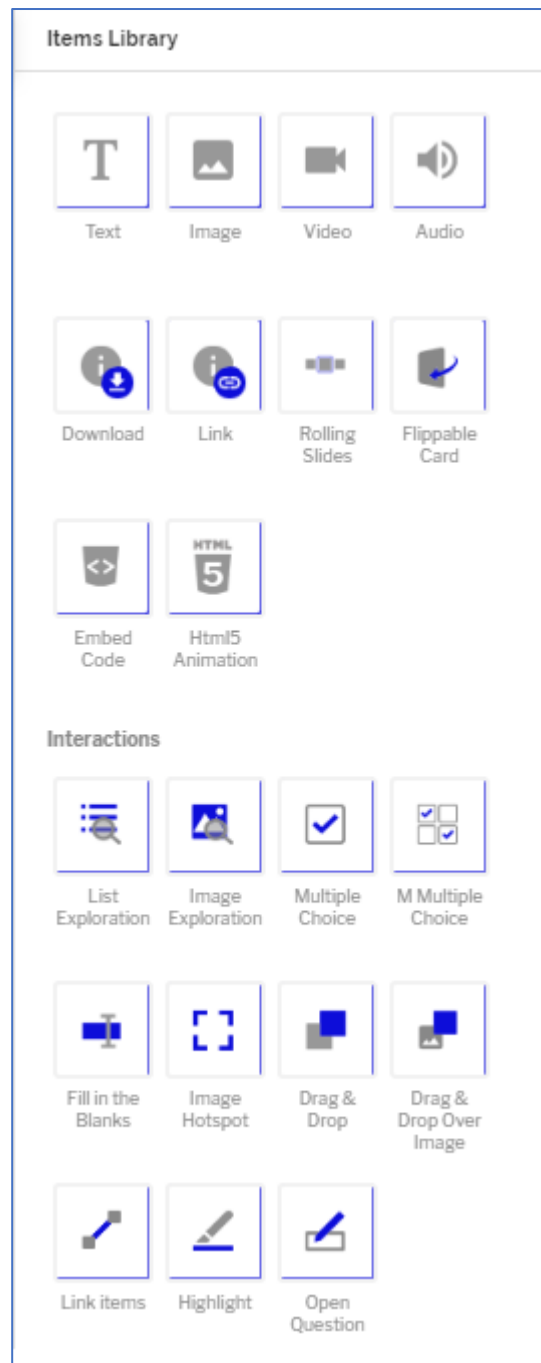 Items Library
Text Image Video Audio
Download Link Rolling Flippable
Slides Card
HTML
5
Embed Html5
Code Animation
Interactions
List Image Multiple M Multiple
Exploration Exploration Choice Choice
Fill in the Image Drag & Drag &
Blanks Hotspot Drop Drop Over
Image
Link items Highlight Open
Question